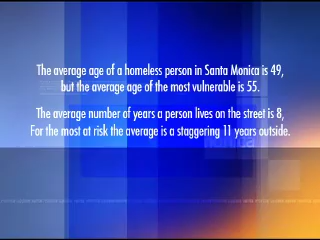 The average age of a homeless person in Santa Monica is 49,
but the average age of the most vulnerable is 55.
The average number of years a person lives on the street is 8,
For the most at risk the average is a staggering 11 years outside.